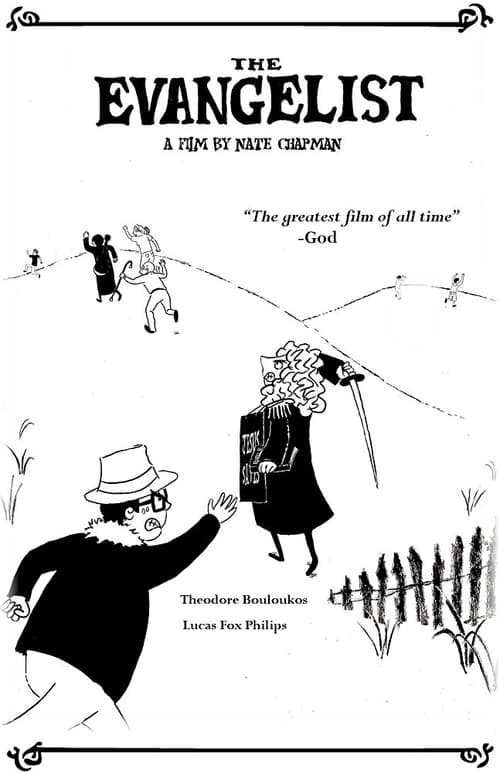 THE
EVANGELIST
A FILM BY NATE CHAPMAN
“The greatest film of all time”
-God
Theodore Bouloukos
Lucas Fox Philips